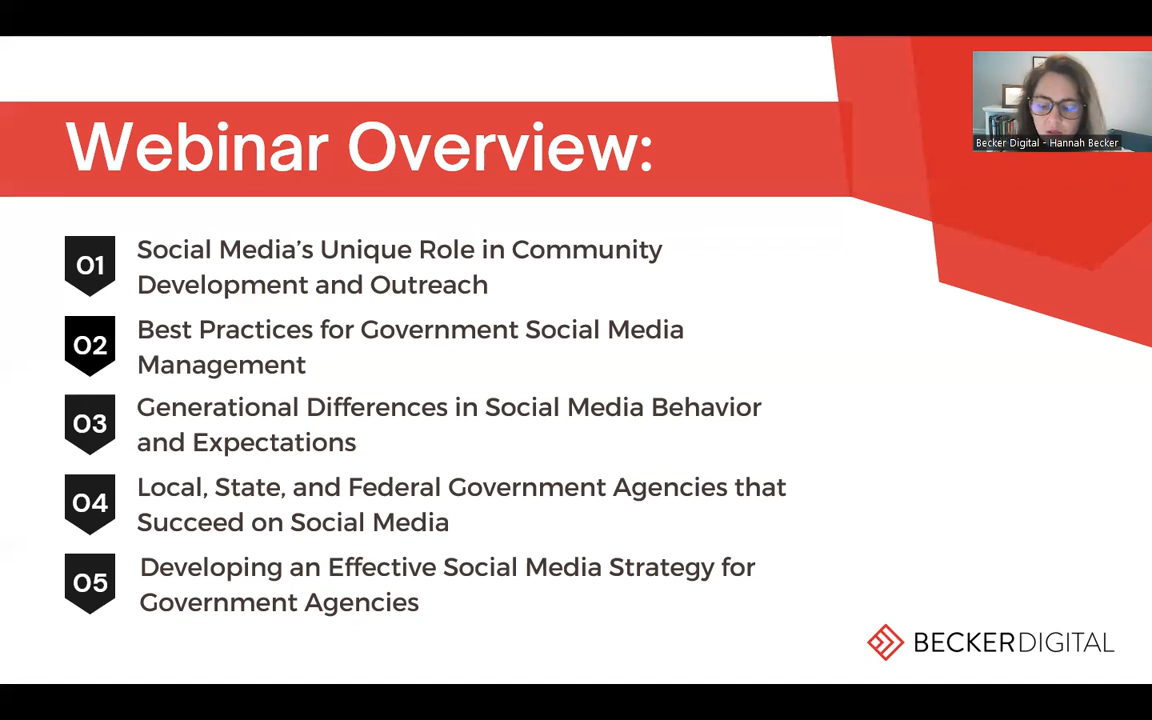 Webinar Overview:
Becker Digital - Hannah Becker
01
Social Media’s Unique Role in Community
Development and Outreach
02
Best Practices for Government Social Media
Management
03
Generational Differences in Social Media Behavior
and Expectations
04
Local, State, and Federal Government Agencies that
Succeed on Social Media
05
Developing an Effective Social Media Strategy for
Government Agencies
BECKERDIGITAL